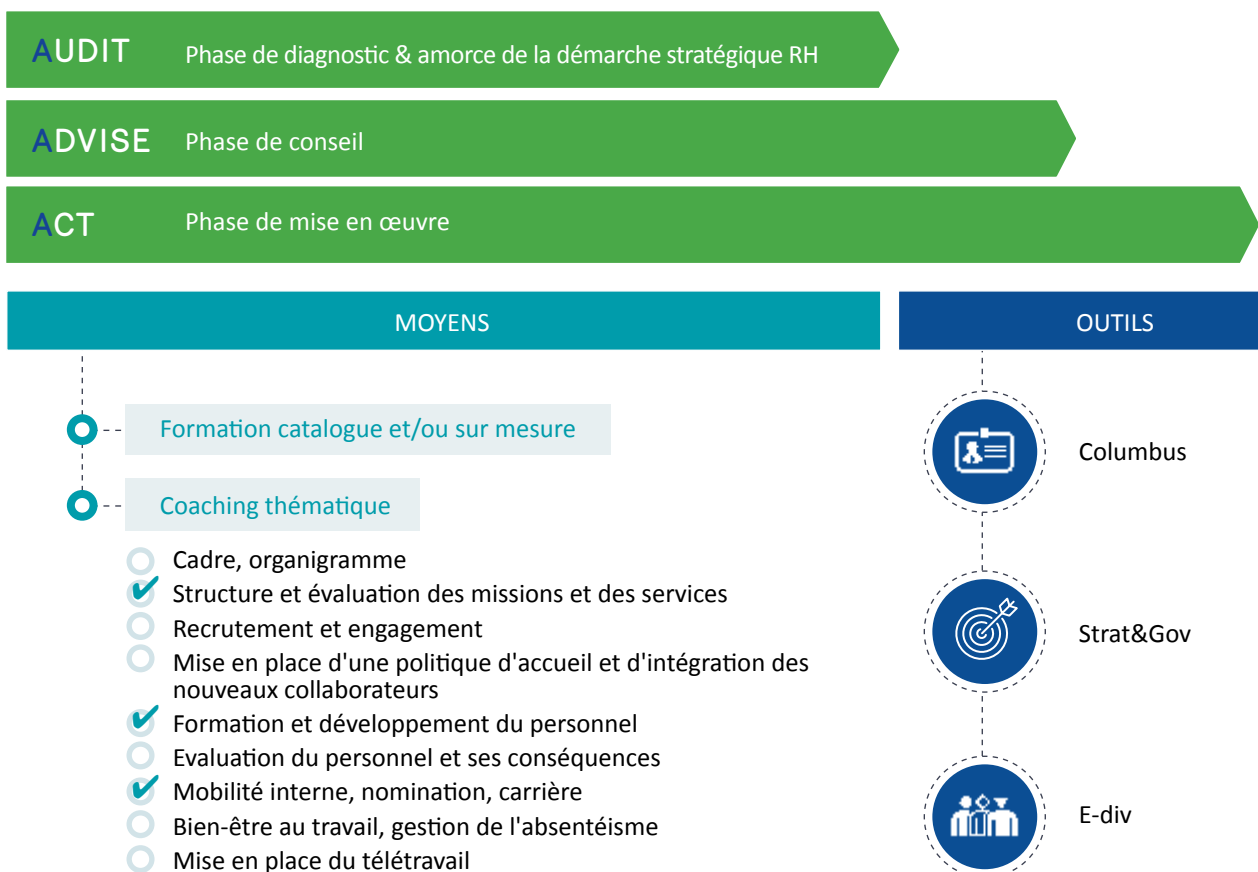 AUDIT Phase de diagnostic & amorce de la démarche stratégique RH
ADVISE Phase de conseil
ACT Phase de mise en œuvre
MOYENS
Formation catalogue et/ou sur mesure
Coaching thématique
Cadre, organigramme
Structure et évaluation des missions et des services
Recrutement et engagement
Mise en place d'une politique d'accueil et d'intégration des
nouveaux collaborateurs
Formation et développement du personnel
Evaluation du personnel et ses conséquences
Mobilité interne, nomination, carrière
Bien-être au travail, gestion de l'absentéisme
Mise en place du télétravail
OUTILS
Columbus
Strat&Gov
E-div